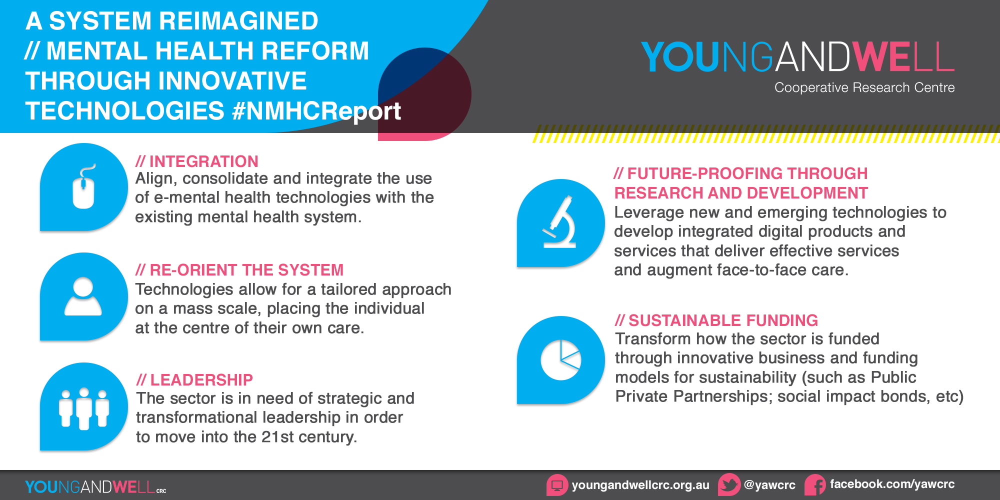 A SYSTEM REIMAGINED
// MENTAL HEALTH REFORM
THROUGH INNOVATIVE
TECHNOLOGIES #NMHCReport
YOUNGANDWELL
Cooperative Research Centre
// INTEGRATION
Align, consolidate and integrate the use
of e-mental health technologies with the
existing mental health system.
// RE-ORIENT THE SYSTEM
Technologies allow for a tailored approach
on a mass scale, placing the individual
at the centre of their own care.
// LEADERSHIP
The sector is in need of strategic and
transformational leadership in order
to move into the 21st century.
// FUTURE-PROOFING THROUGH
RESEARCH AND DEVELOPMENT
Leverage new and emerging technologies to
develop integrated digital products and
services that deliver effective services
and augment face-to-face care.
// SUSTAINABLE FUNDING
Transform how the sector is funded
through innovative business and funding
models for sustainability (such as Public
Private Partnerships; social impact bonds, etc)
YOUNGANDWELL CRC
youngandwellcrc.org.au @yawcrc facebook.com/yawcrc